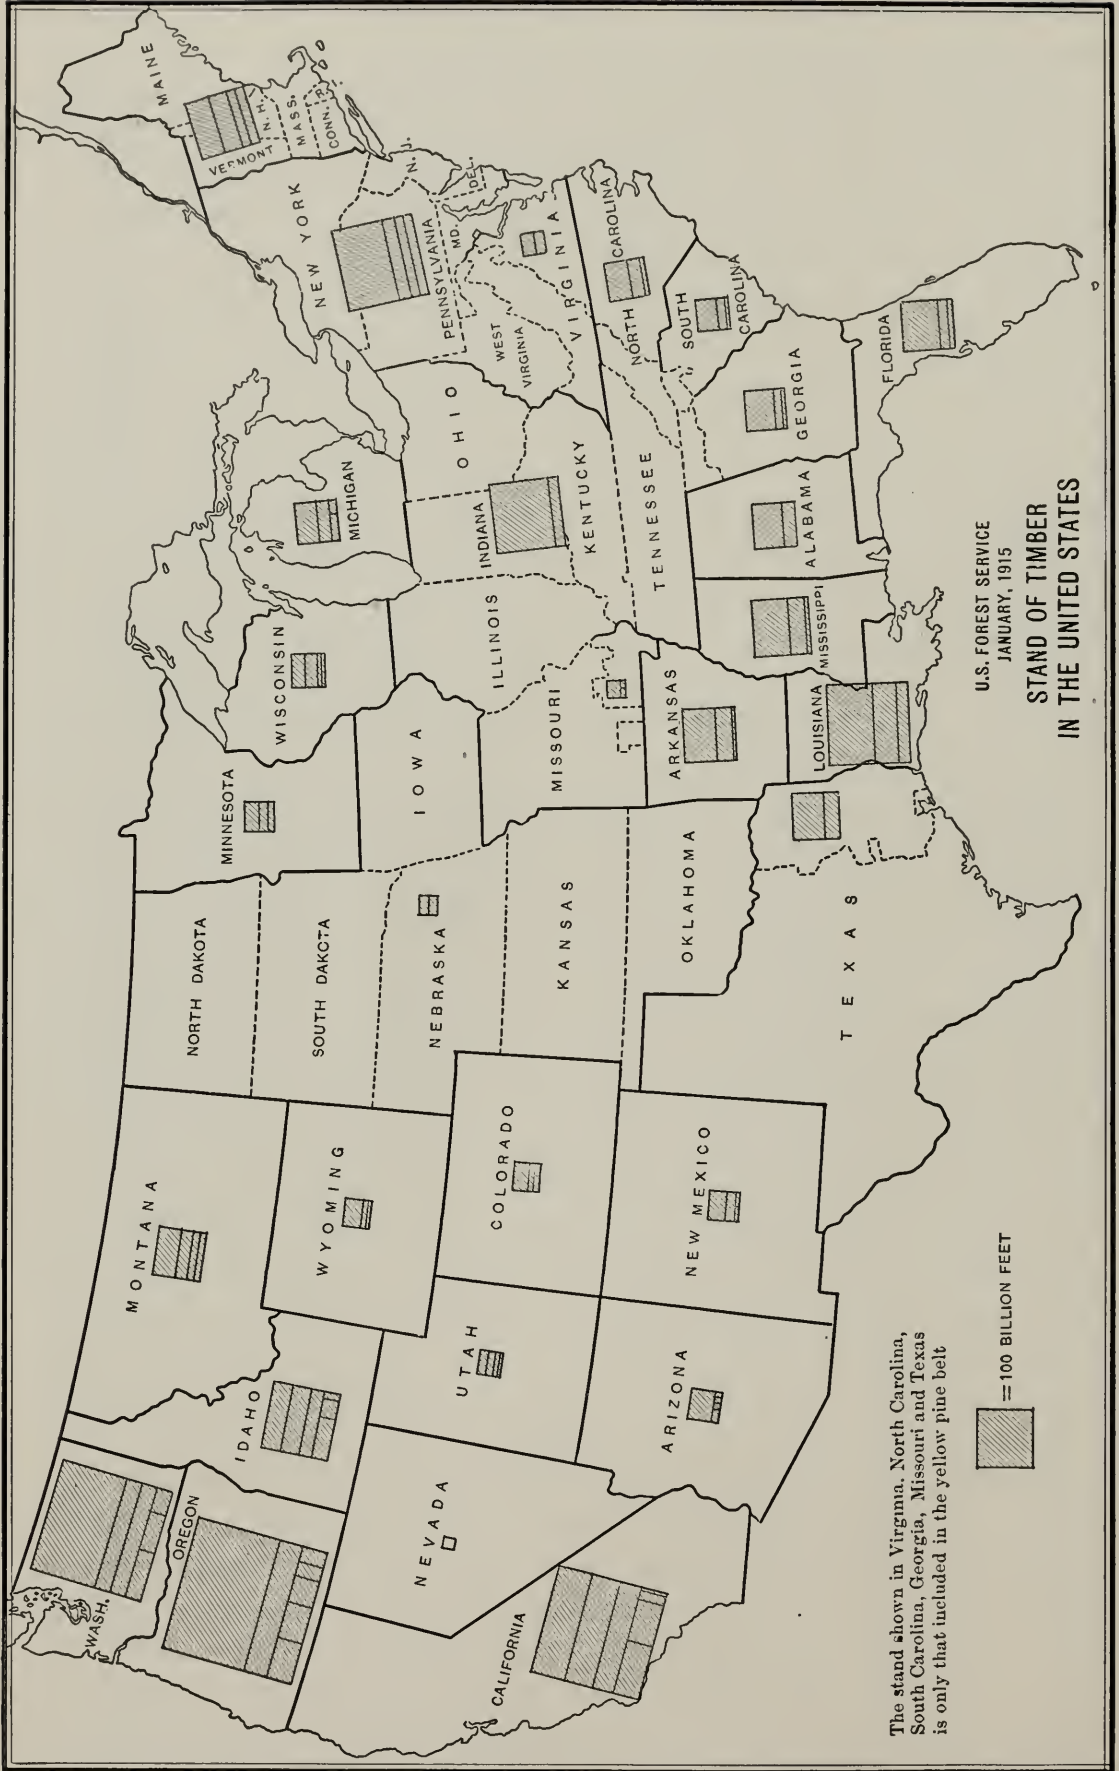 WASH.
OREGON
CALIFORNIA
IDAHO
NEVADA
MONTANA
WYOMING
UTAH
ARIZONA
COLORADO
NEW MEXICO
NORTH DAKOTA
SOUTH DAKOTA
NEBRASKA
KANSAS
OKLAHOMA
TEXAS
MINNESOTA
IOWA
MISSOURI
ARKANSAS
LOUISIANA
WISCONSIN
ILLINOIS
MICHIGAN
INDIANA
OHIO
KENTUCKY
TENNESSEE
MISSISSIPPI
ALABAMA
GEORGIA
FLORIDA
SOUTH
CAROLINA
NORTH CAROLINA
VIRGINIA
WEST
VIRGINIA
MD.
DEL.
PENNSYLVANIA
N. J.
NEW YORK
VERMONT
N. H.
MASS.
CONN.
R. I.
MAINE
The stand shown in Virginia, North Carolina,
South Carolina, Georgia, Missouri and Texas
is only that included in the yellow pine belt
=100 BILLION FEET
U.S. FOREST SERVICE
JANUARY, 1915
STAND OF TIMBER
IN THE UNITED STATES